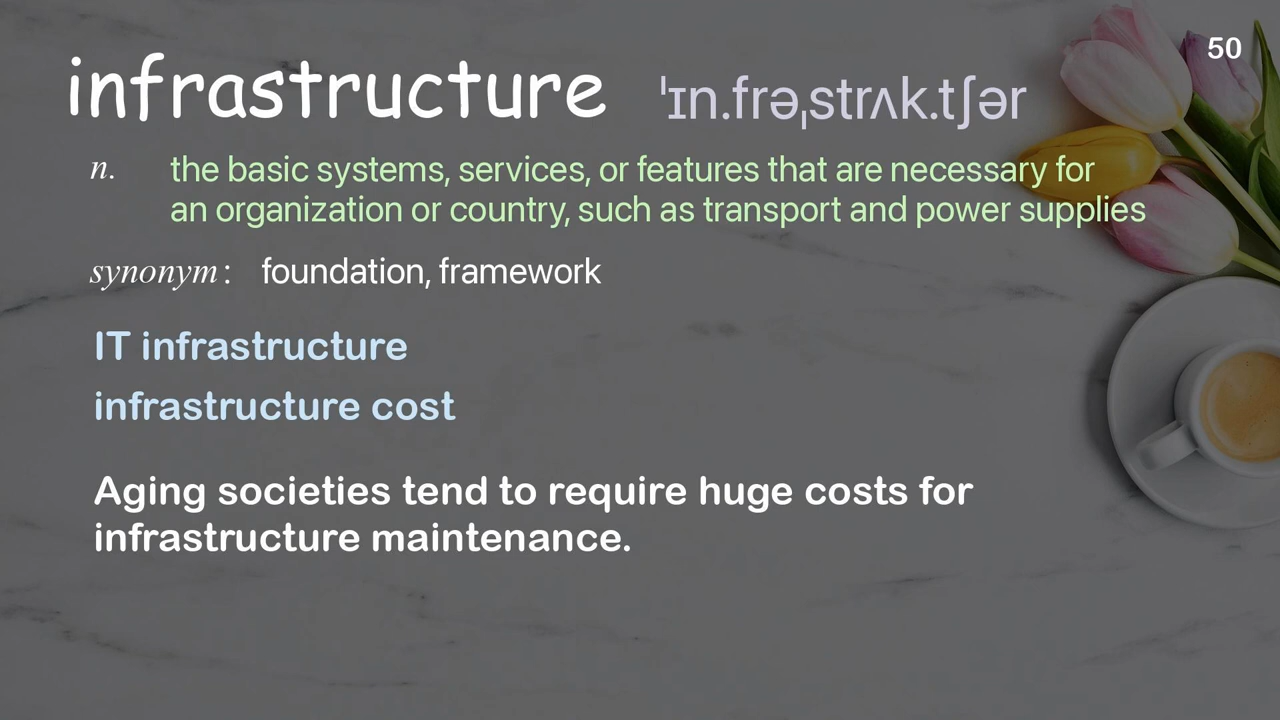 50
infrastructure ˈɪn.frəˌstrʌk.tʃər
n. the basic systems, services, or features that are necessary for
an organization or country, such as transport and power supplies
synonym: foundation, framework
IT infrastructure
infrastructure cost
Aging societies tend to require huge costs for
infrastructure maintenance.